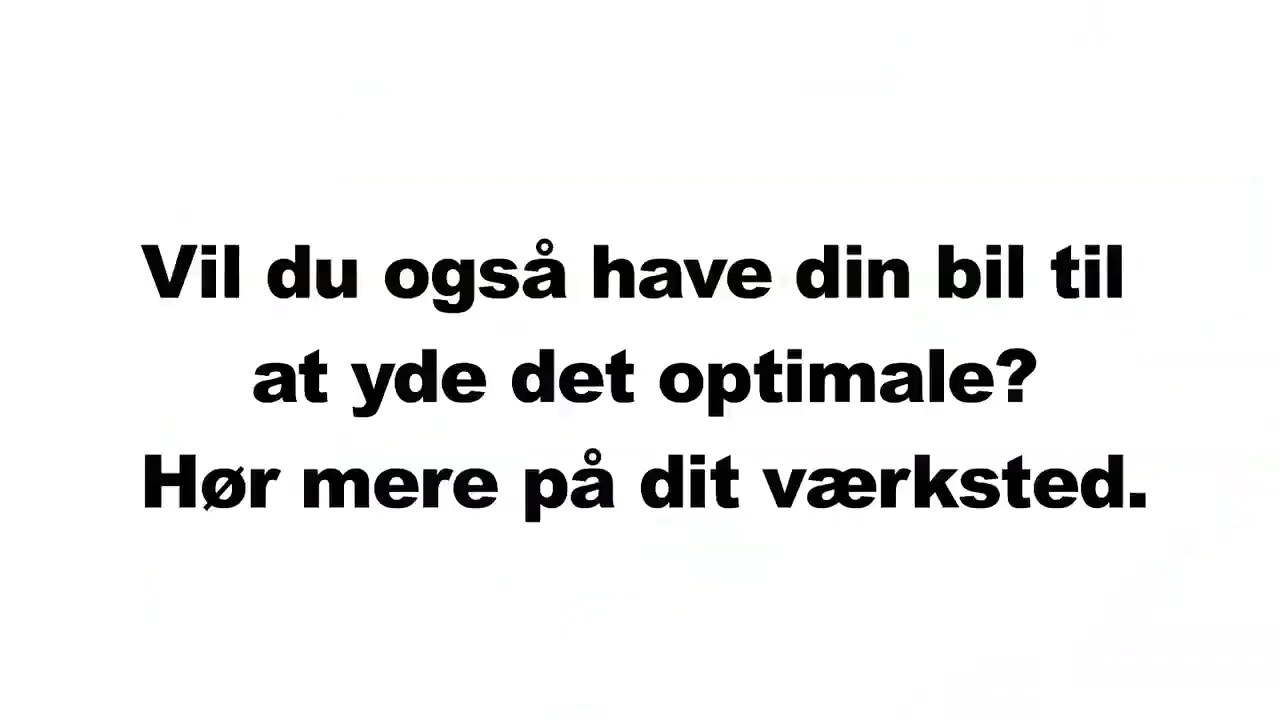 Vil du også have din bil til
at yde det optimale?
Hør mere på dit værksted.